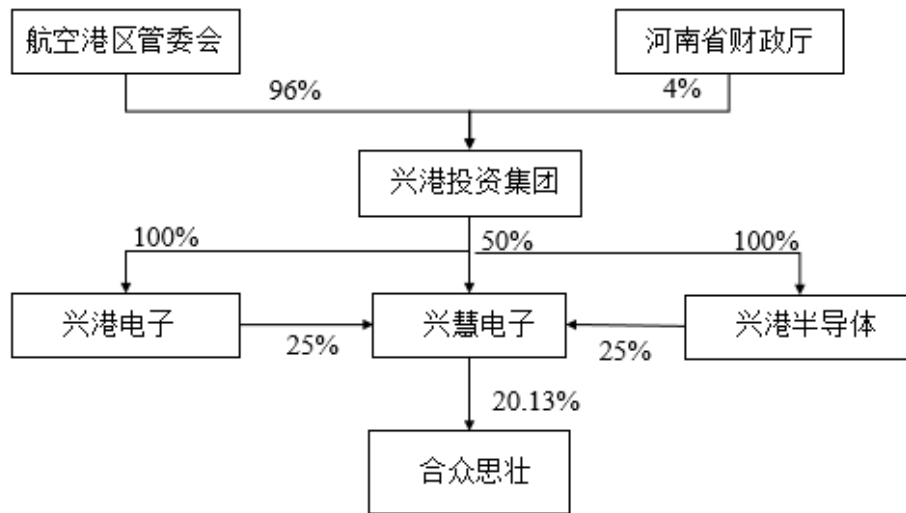 航空港区管委会
河南省财政厅
96%
4%
兴港投资集团
100%
50%
100%
兴港电子
兴慧电子
兴港半导体
25%
25%
20.13%
合众思壮